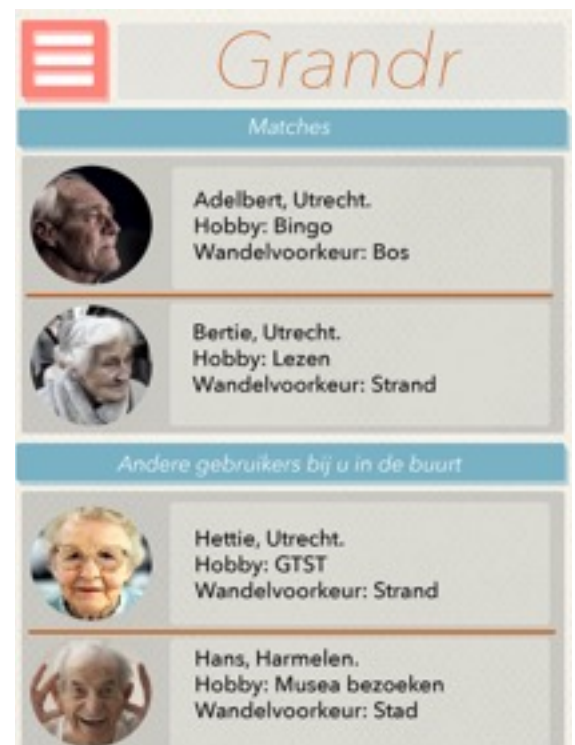 Grandr
Matches
Adelbert, Utrecht.
Hobby: Bingo
Wandelvoorkeur: Bos
Bertie, Utrecht.
Hobby: Lezen
Wandelvoorkeur: Strand
Andere gebruikers bij u in de buurt
Hettie, Utrecht.
Hobby: GTST
Wandelvoorkeur: Strand
Hans, Harmelen.
Hobby: Musea bezoeken
Wandelvoorkeur: Stad